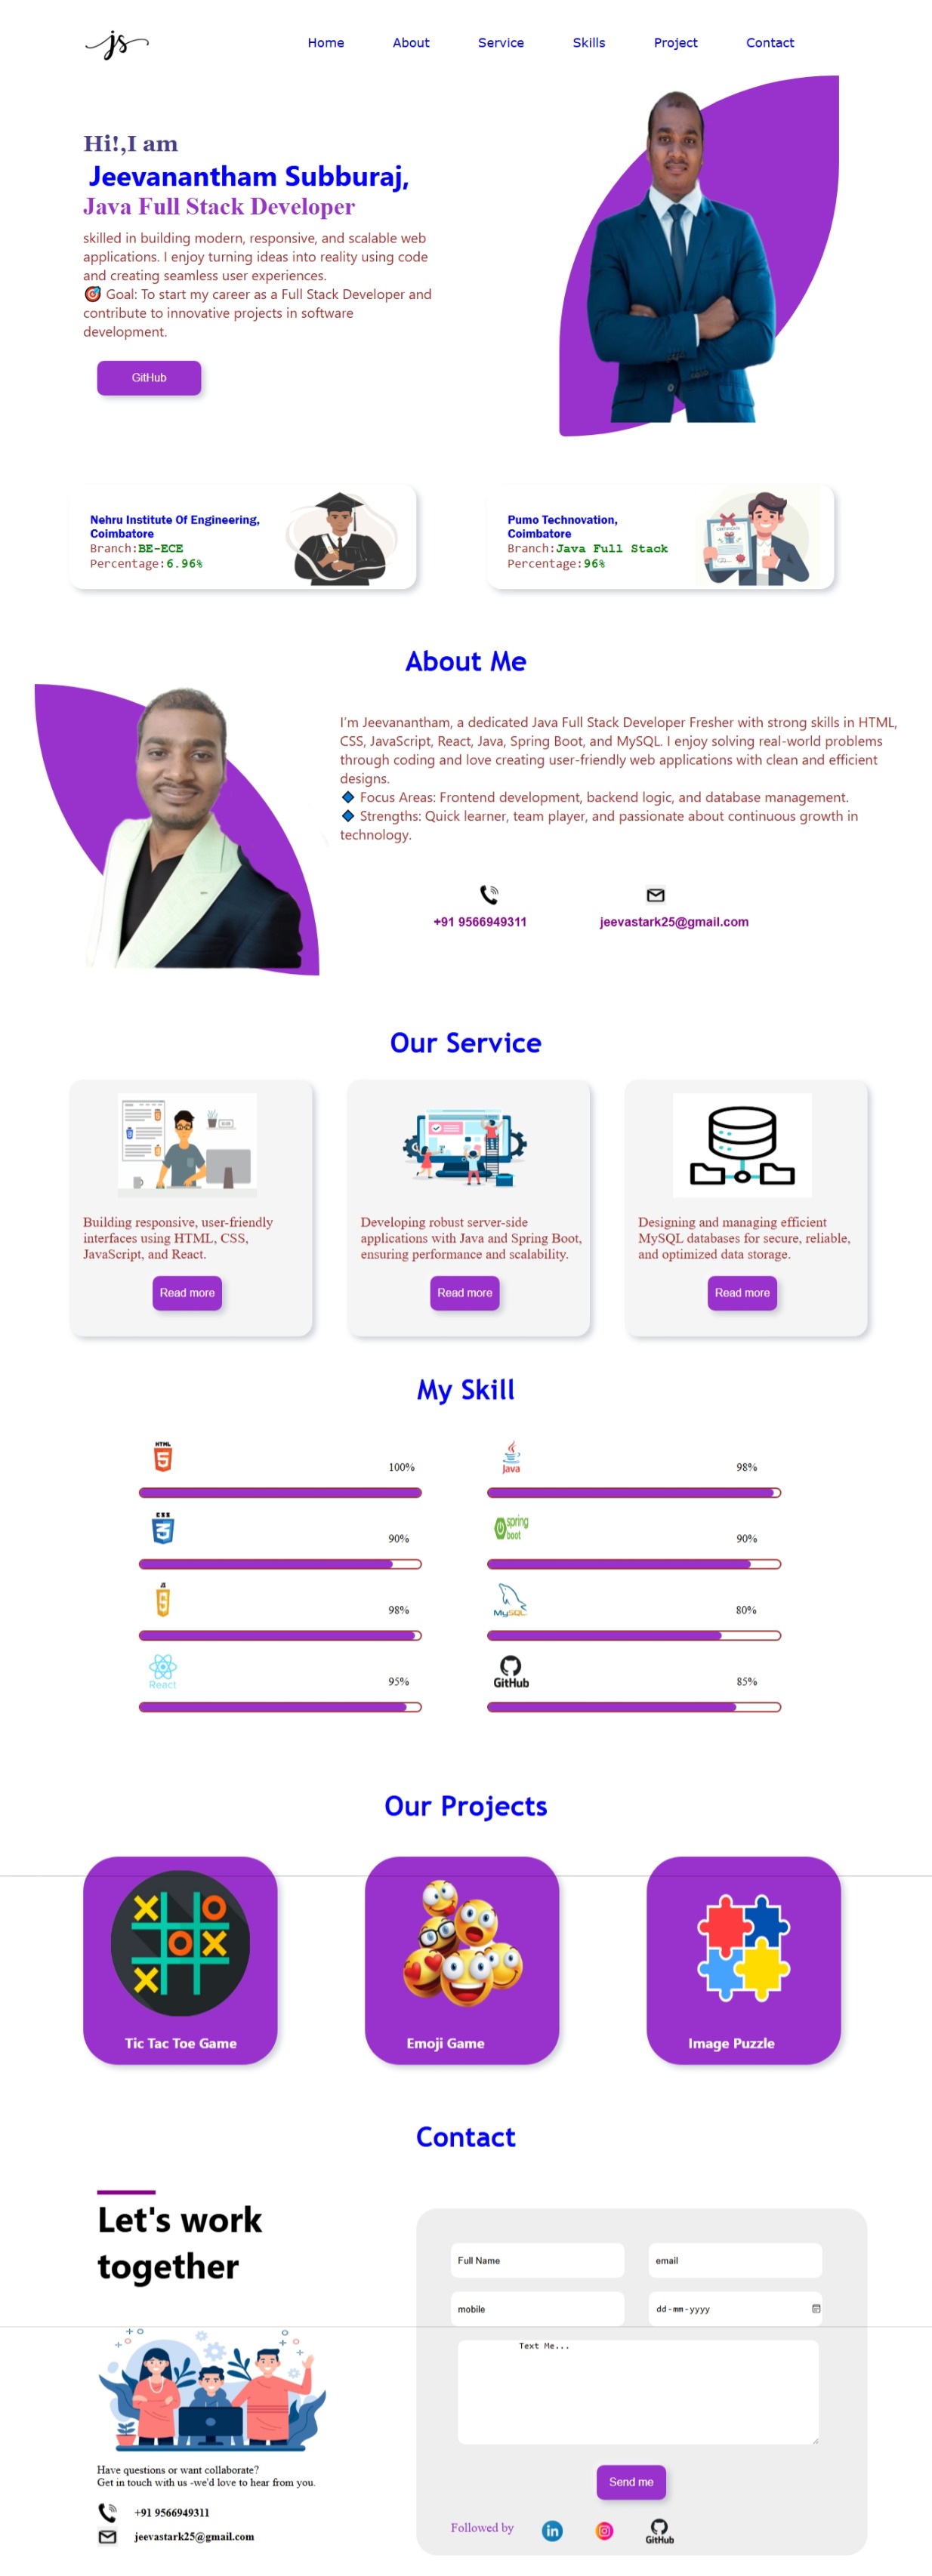 js
Home About Service Skills Project Contact
Hi!,I am
Jeevanantham Subburaj,
Java Full Stack Developer
skilled in building modern, responsive, and scalable web
applications. I enjoy turning ideas into reality using code
and creating seamless user experiences.
🎯 Goal: To start my career as a Full Stack Developer and
contribute to innovative projects in software
development.
GitHub
Nehru Institute Of Engineering,
Coimbatore
Branch:BE-ECE
Percentage:6.96%
Pumo Technovation,
Coimbatore
Branch:Java Full Stack
Percentage:96%
CERTIFICATE
About Me
I'm Jeevanantham, a dedicated Java Full Stack Developer Fresher with strong skills in HTML,
CSS, JavaScript, React, Java, Spring Boot, and MySQL. I enjoy solving real-world problems
through coding and love creating user-friendly web applications with clean and efficient
designs.
🔹 Focus Areas: Frontend development, backend logic, and database management.
🔹 Strengths: Quick learner, team player, and passionate about continuous growth in
technology.
+91 9566949311
jeevastark25@gmail.com
Our Service
Building responsive, user-friendly
interfaces using HTML, CSS,
JavaScript, and React.
Read more
Developing robust server-side
applications with Java and Spring Boot,
ensuring performance and scalability.
Read more
Designing and managing efficient
MySQL databases for secure, reliable,
and optimized data storage.
Read more
My Skill
HTML
5
100%
Java
98%
CSS
3
90%
spring
boot
90%
JS
98%
MySQL
80%
React
95%
GitHub
85%
Our Projects
X O
O X
X
Tic Tac Toe Game
Emoji Game
Image Puzzle
Contact
Let's work
together
Have questions or want collaborate?
Get in touch with us -we'd love to hear from you.
+91 9566949311
jeevastark25@gmail.com
Full Name
email
mobile
dd-mm-yyyy
Text Me...
Send me
Followed by
in
GitHub